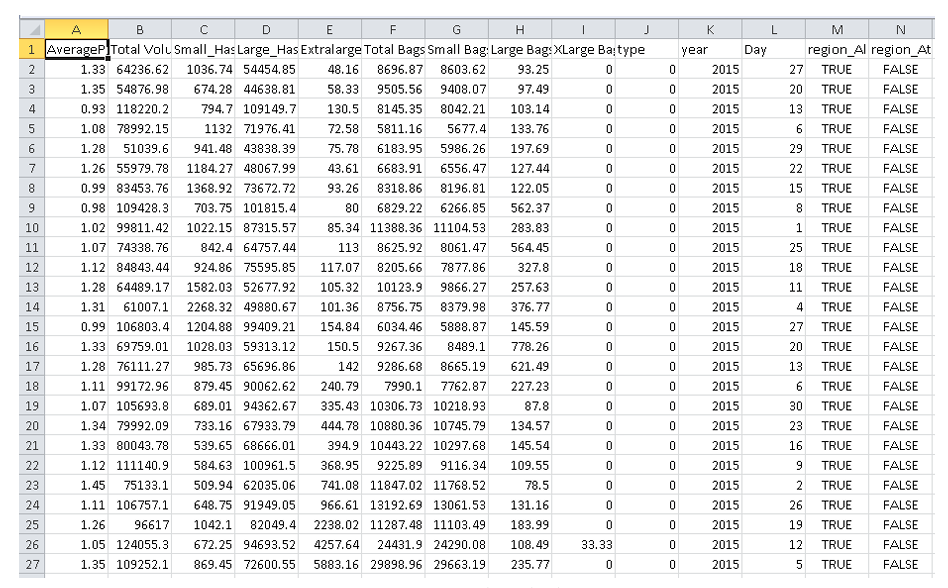 A B C D E F G H I J K L M N
1 AverageP Total Volu Small_Has Large_Has Extralarge Total Bags Small Bag Large Bag XLarge Ba type year Day region_Al region_At
2 1.33 64236.62 1036.74 54454.85 48.16 8696.87 8603.62 93.25 0 0 2015 27 TRUE FALSE
3 1.35 54876.98 674.28 44638.81 58.33 9505.56 9408.07 97.49 0 0 2015 20 TRUE FALSE
4 0.93 118220.2 794.7 109149.7 130.5 8145.35 8042.21 103.14 0 0 2015 13 TRUE FALSE
5 1.08 78992.15 1132 71976.41 72.58 5811.16 5677.4 133.76 0 0 2015 6 TRUE FALSE
6 1.28 51039.6 941.48 43838.39 75.78 6183.95 5986.26 197.69 0 0 2015 29 TRUE FALSE
7 1.26 55979.78 1184.27 48067.99 43.61 6683.91 6556.47 127.44 0 0 2015 22 TRUE FALSE
8 0.99 83453.76 1368.92 73672.72 93.26 8318.86 8196.81 122.05 0 0 2015 15 TRUE FALSE
9 0.98 109428.3 703.75 101815.4 80 6829.22 6266.85 562.37 0 0 2015 8 TRUE FALSE
10 1.02 99811.42 1022.15 87315.57 85.34 11388.36 11104.53 283.83 0 0 2015 1 TRUE FALSE
11 1.07 74338.76 842.4 64757.44 113 8625.92 8061.47 564.45 0 0 2015 25 TRUE FALSE
12 1.12 84843.44 924.86 75595.85 117.07 8205.66 7877.86 327.8 0 0 2015 18 TRUE FALSE
13 1.28 64489.17 1582.03 52677.92 105.32 10123.9 9866.27 257.63 0 0 2015 11 TRUE FALSE
14 1.31 61007.1 2268.32 49880.67 101.36 8756.75 8379.98 376.77 0 0 2015 4 TRUE FALSE
15 0.99 106803.4 1204.88 99409.21 154.84 6034.46 5888.87 145.59 0 0 2015 27 TRUE FALSE
16 1.33 69759.01 1028.03 59313.12 150.5 9267.36 8489.1 778.26 0 0 2015 20 TRUE FALSE
17 1.28 76111.27 985.73 65696.86 142 9286.68 8665.19 621.49 0 0 2015 13 TRUE FALSE
18 1.11 99172.96 879.45 90062.62 240.79 7990.1 7762.87 227.23 0 0 2015 6 TRUE FALSE
19 1.07 105693.8 689.01 94362.67 335.43 10306.73 10218.93 87.8 0 0 2015 30 TRUE FALSE
20 1.34 79992.09 733.16 67933.79 444.78 10880.36 10745.79 134.57 0 0 2015 23 TRUE FALSE
21 1.33 80043.78 539.65 68666.01 394.9 10443.22 10297.68 145.54 0 0 2015 16 TRUE FALSE
22 1.12 111140.9 584.63 100961.5 368.95 9225.89 9116.34 109.55 0 0 2015 9 TRUE FALSE
23 1.45 75133.1 509.94 62035.06 741.08 11847.02 11768.52 78.5 0 0 2015 2 TRUE FALSE
24 1.11 106757.1 648.75 91949.05 966.61 13192.69 13061.53 131.16 0 0 2015 26 TRUE FALSE
25 1.26 96617 1042.1 82049.4 2238.02 11287.48 11103.49 183.99 0 0 2015 19 TRUE FALSE
26 1.05 124055.3 672.25 94693.52 4257.64 24431.9 24290.08 108.49 33.33 0 2015 12 TRUE FALSE
27 1.35 109252.1 869.45 72600.55 5883.16 29898.96 29663.19 235.77 0 0 2015 5 TRUE FALSE